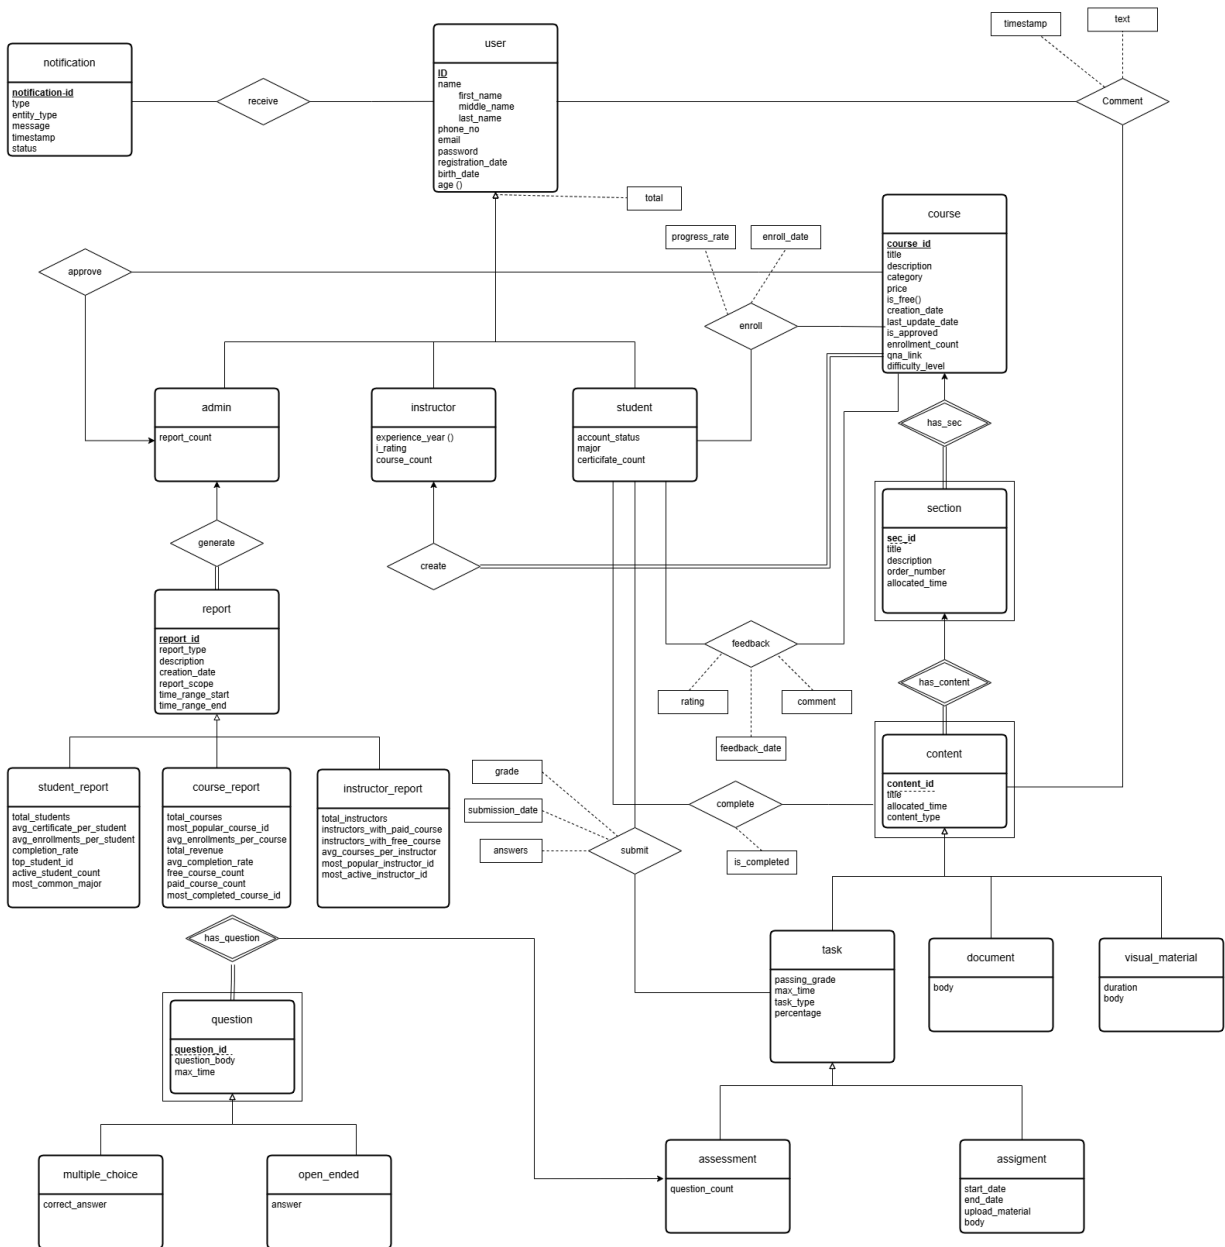 timestamp
text
user
notification
ID
name
first_name
middle_name
last_name
phone_no
email
password
registration_date
birth_date
age ()
notification-id
type
entity_type
message
timestamp
status
receive
Comment
total
course
course_id
title
description
category
price
is_free()
creation_date
last_update_date
is_approved
enrollment_count
qna_link
difficulty_level
progress_rate
enroll_date
approve
enroll
admin
report_count
instructor
experience_year ()
i_rating
course_count
student
account_status
major
certicifate_count
has_sec
generate
create
section
sec_id
title
description
order_number
allocated_time
report
report_id
report_type
description
creation_date
report_scope
time_range_start
time_range_end
feedback
rating
comment
feedback_date
has_content
content
content_id
title
allocated_time
content_type
student_report
total_students
avg_certificate_per_student
avg_enrollments_per_student
completion_rate
top_student_id
active_student_count
most_common_major
course_report
total_courses
most_popular_course_id
avg_enrollments_per_course
total_revenue
avg_completion_rate
free_course_count
paid_course_count
most_completed_course_id
instructor_report
total_instructors
instructors_with_paid_course
instructors_with_free_course
avg_courses_per_instructor
most_popular_instructor_id
most_active_instructor_id
grade
submission_date
answers
submit
complete
is_completed
has_question
task
passing_grade
max_time
task_type
percentage
document
body
visual_material
duration
body
question
question_id
question_body
max_time
multiple_choice
correct_answer
open_ended
answer
assessment
question_count
assigment
start_date
end_date
upload_material
body